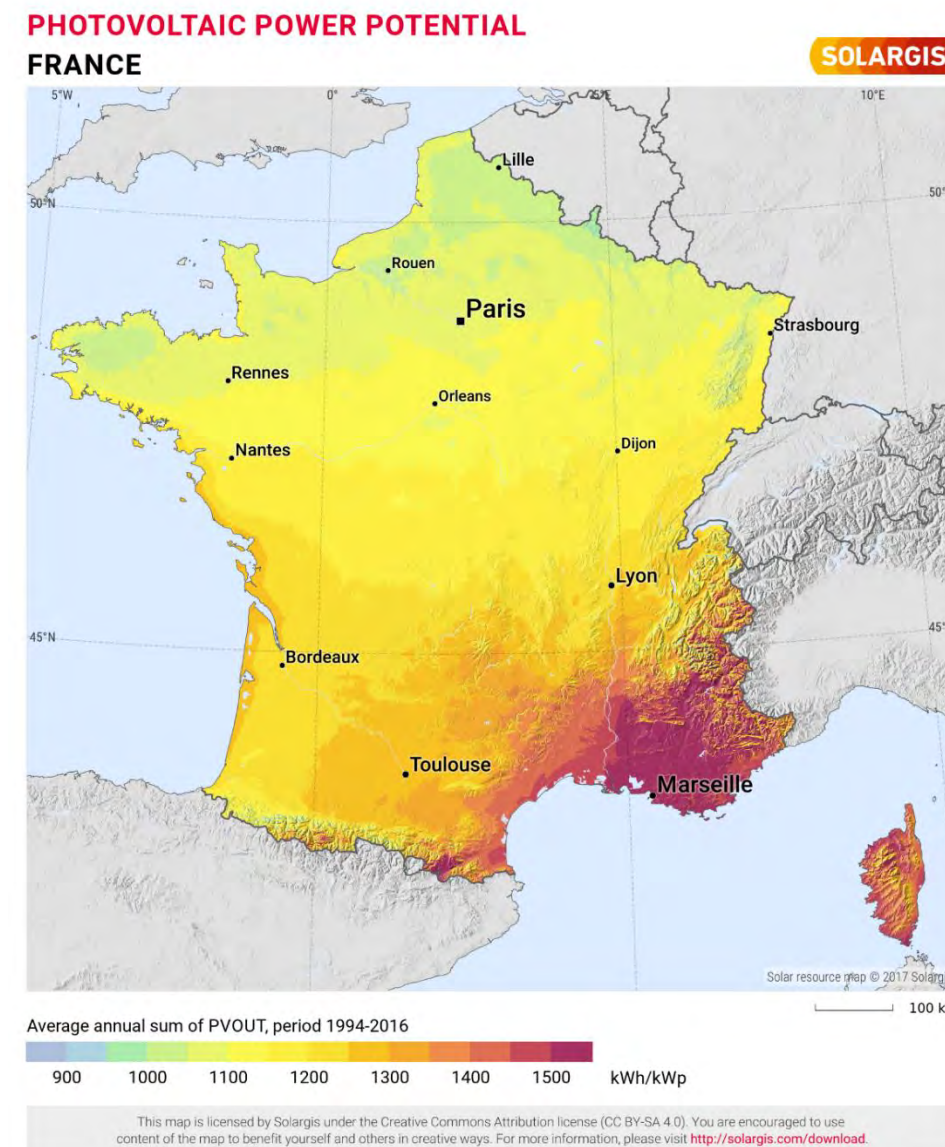 PHOTOVOLTAIC POWER POTENTIAL
FRANCE
SOLARGIS
5°W
0°
10°E
50°N
50°
Lille
Rouen
Paris
Strasbourg
Rennes
Orleans
Nantes
Dijon
Lyon
45°N
45°
Bordeaux
Toulouse
Marseille
Solar resource map © 2017 Solarg
100 k
Average annual sum of PVOUT, period 1994-2016
900 1000 1100 1200 1300 1400 1500 kWh/kWp
This map is licensed by Solargis under the Creative Commons Attribution license (CC BY-SA 4.0). You are encouraged to use
content of the map to benefit yourself and others in creative ways. For more information, please visit http://solargis.com/download.